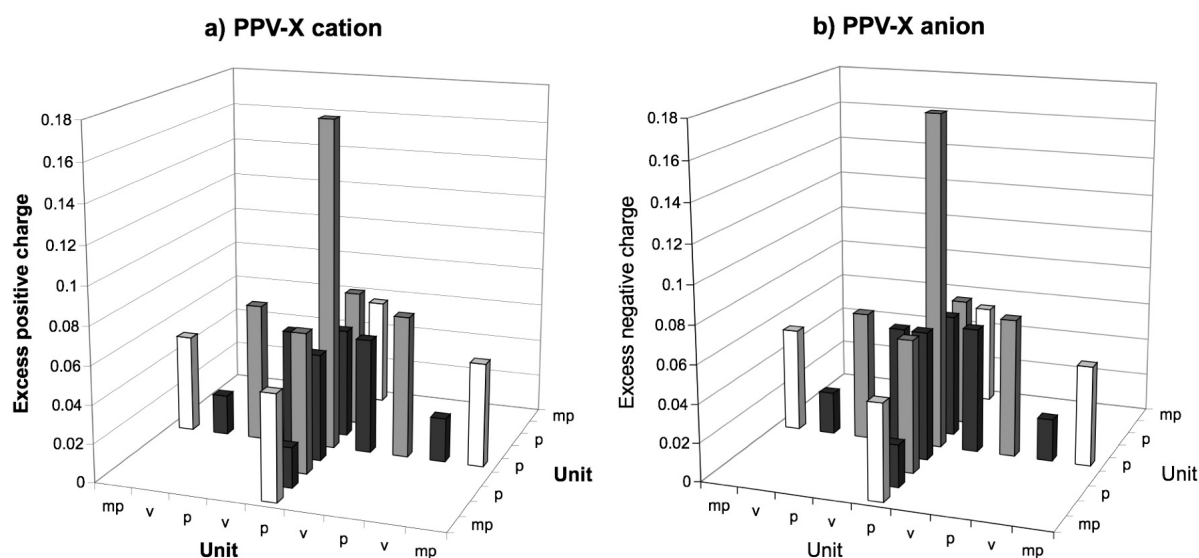 a) PPV-X cation
0.18
0.16
0.14
0.12
0.1
0.08
0.06
0.04
0.02
0
Excess positive charge
mp
v
p
v
p
v
p
v
mp
Unit
mp
p
p
p
mp
Unit
b) PPV-X anion
0.18
0.16
0.14
0.12
0.1
0.08
0.06
0.04
0.02
0
Excess negative charge
mp
v
p
v
p
v
p
v
mp
Unit
mp
p
p
p
mp
Unit